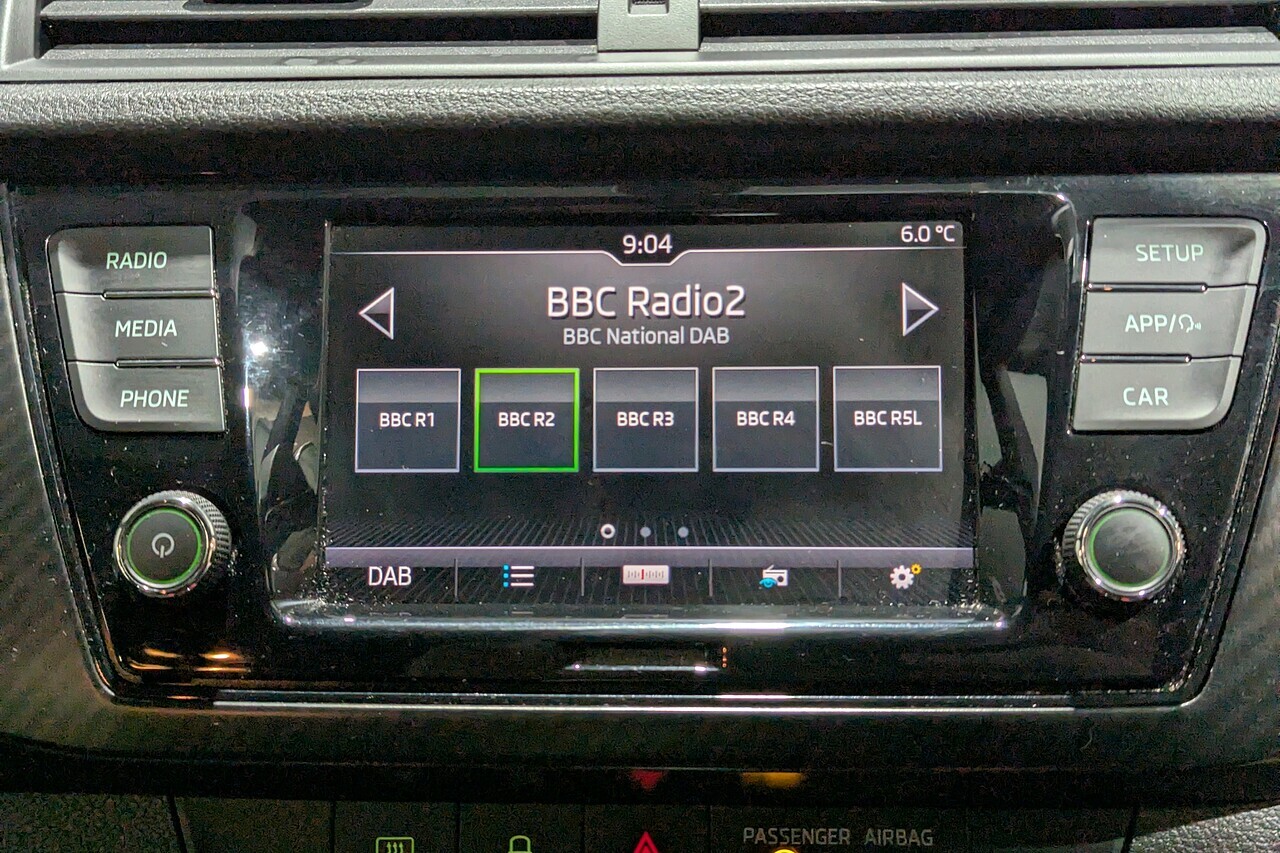 9:04
6.0 °C
RADIO
MEDIA
PHONE
BBC Radio2
BBC National DAB
BBC R1
BBC R2
BBC R3
BBC R4
BBC R5L
DAB
SETUP
APP/
CAR
PASSENGER AIRBAG